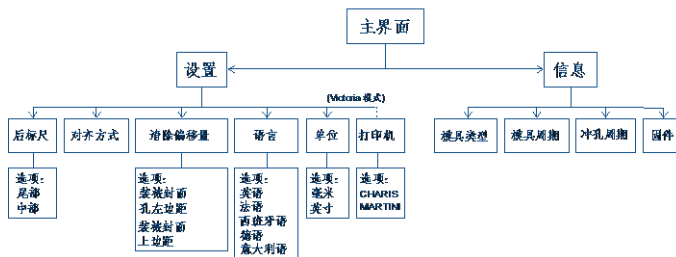 主界面
设置
信息
(Victoria 模式)
后标尺
对齐方式
清除偏移量
语言
单位
打印机
模具类型
模具周期
冲孔周期
固件
选项:
尾部
中部
选项:
装械封面
孔左边距
装械封面
上边距
选项:
英语
法语
西班牙语
德语
意大利语
选项:
毫米
英寸
选项:
CHARIS
MARTINI